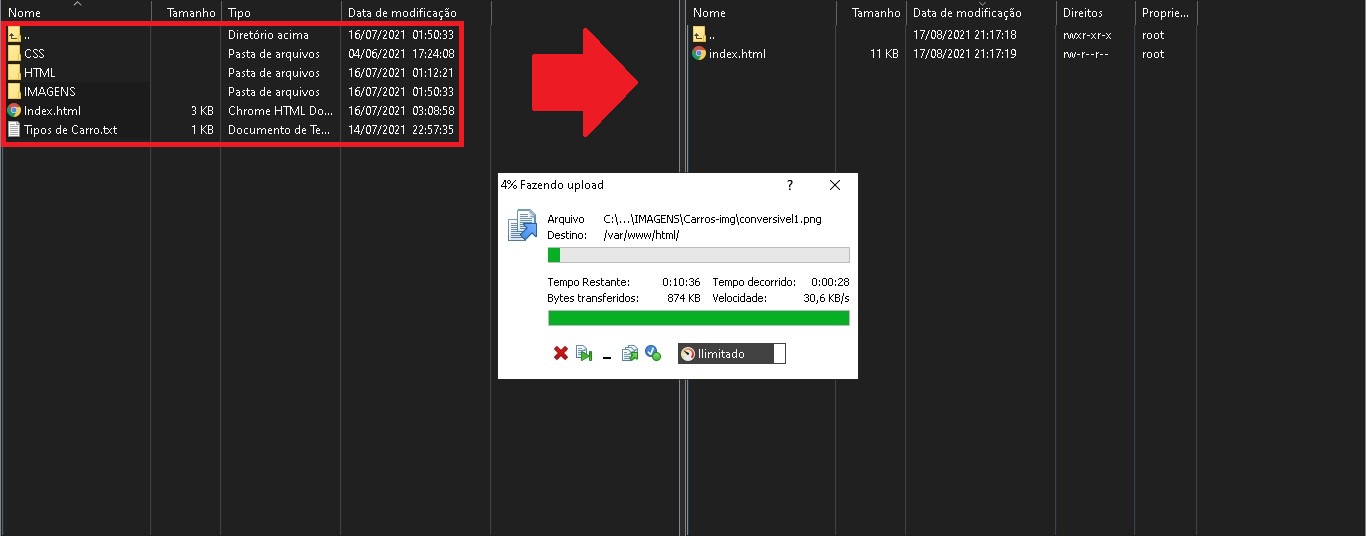 Nome Tamanho Tipo Data de modificação
.. Diretório acima 16/07/2021 01:50:33
CSS Pasta de arquivos 04/06/2021 17:24:08
HTML Pasta de arquivos 16/07/2021 01:12:21
IMAGENS Pasta de arquivos 16/07/2021 01:50:33
Index.html 3 KB Chrome HTML Do... 16/07/2021 03:08:58
Tipos de Carro.txt 1 KB Documento de Te... 14/07/2021 22:57:35
Nome Tamanho Data de modificação Direitos Proprie...
.. 17/08/2021 21:17:18 rwxr-xr-x root
index.html 11 KB 17/08/2021 21:17:19 rw-r--r-- root
4% Fazendo upload ?
Arquivo C:\...\IMAGENS\Carros-img\conversivel1.png
Destino: /var/www/html/
Tempo Restante: 0:10:36 Tempo decorrido: 0:00:28
Bytes transferidos: 874 KB Velocidade: 30,6 KB/s
Ilimitado